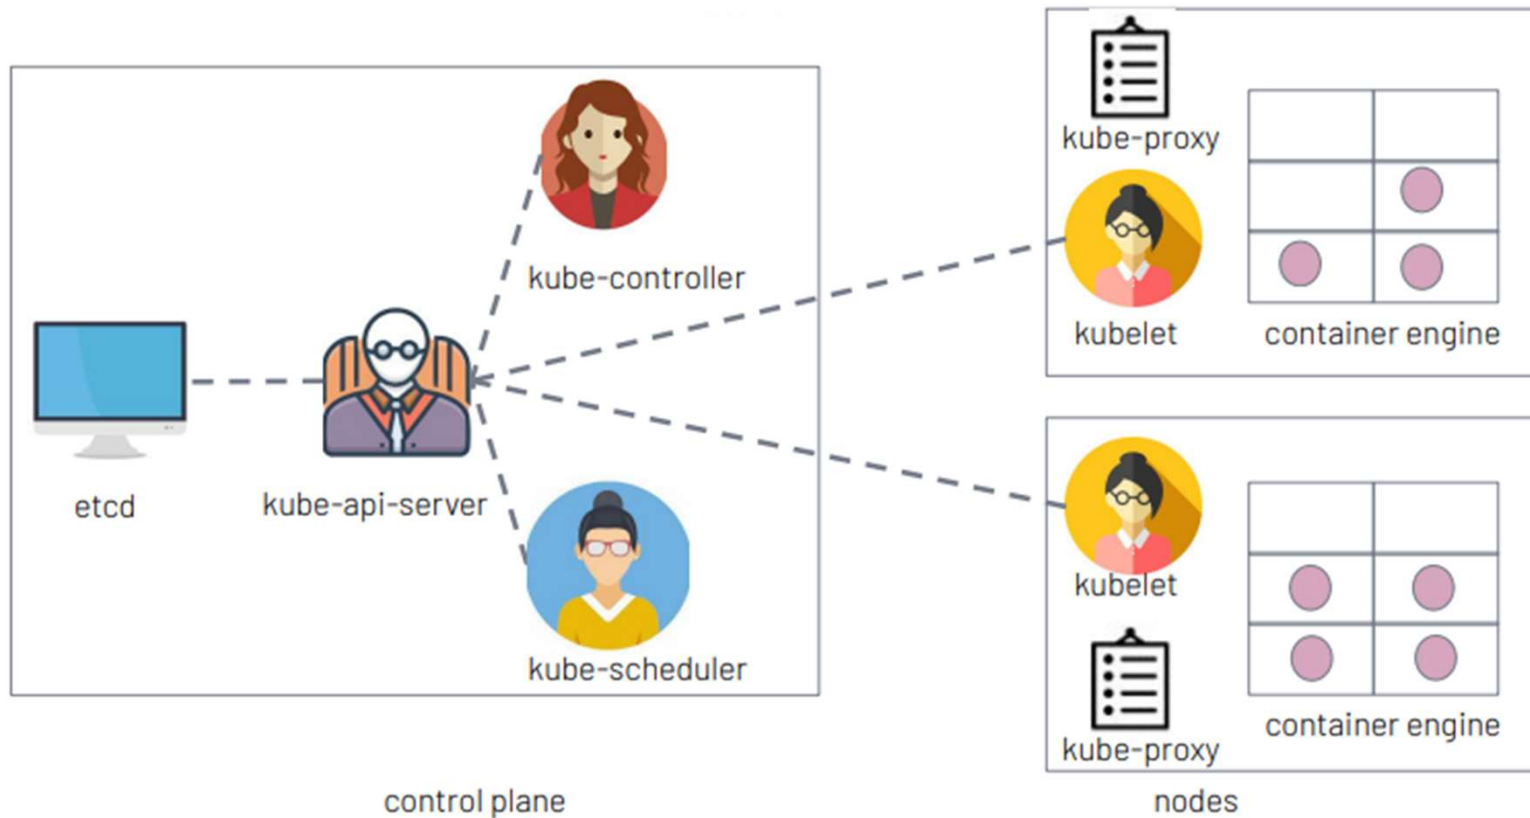 kube-controller
etcd
kube-api-server
kube-scheduler
control plane
kube-proxy
kubelet
container engine
kubelet
kube-proxy
container engine
nodes